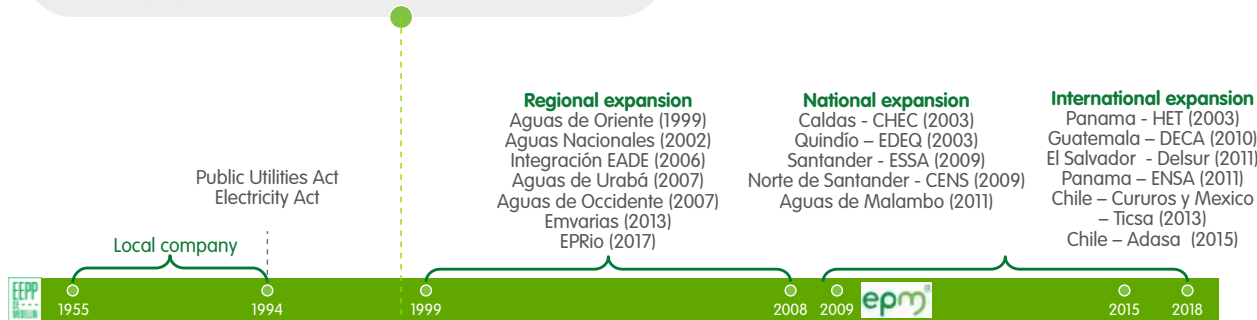 Regional expansion
Aguas de Oriente (1999)
Aguas Nacionales (2002)
Integración EADE (2006)
Aguas de Urabá (2007)
Aguas de Occidente (2007)
Emvarias (2013)
EPRio (2017)
National expansion
Caldas - CHEC (2003)
Quindío – EDEQ (2003)
Santander - ESSA (2009)
Norte de Santander - CENS (2009)
Aguas de Malambo (2011)
International expansion
Panama - HET (2003)
Guatemala – DECA (2010)
El Salvador - Delsur (2011)
Panama – ENSA (2011)
Chile – Cururos y Mexico
– Ticsa (2013)
Chile – Adasa (2015)
Public Utilities Act
Electricity Act
Local company
EEPP
DE
MEDELLIN
1955
1994
1999
2008
2009
epm
2015
2018